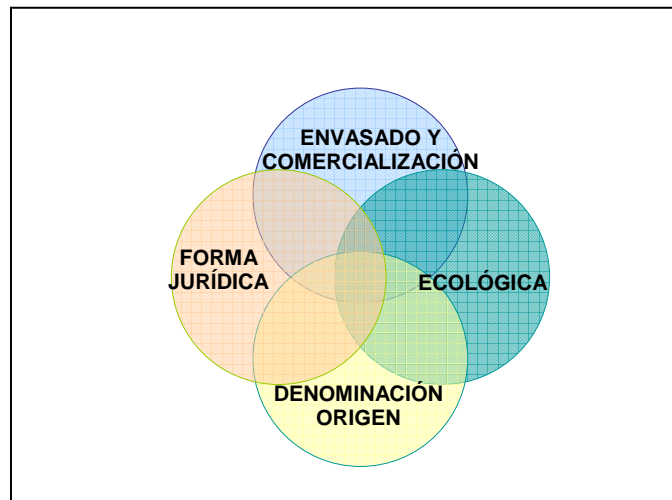 ENVASADO Y
COMERCIALIZACIÓN
FORMA
JURÍDICA
ECOLÓGICA
DENOMINACIÓN
ORIGEN